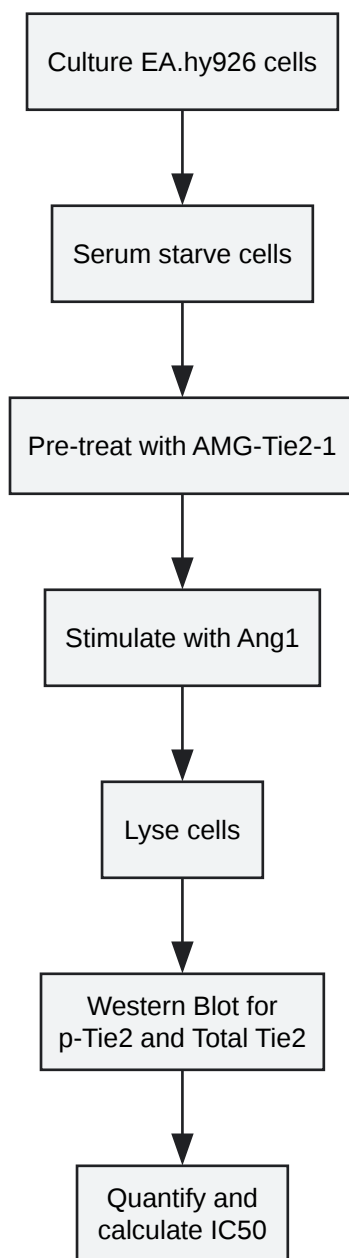 Culture EA.hy926 cells
Serum starve cells
Pre-treat with AMG-Tie2-1
Stimulate with Ang1
Lyse cells
Western Blot for
p-Tie2 and Total Tie2
Quantify and
calculate IC50